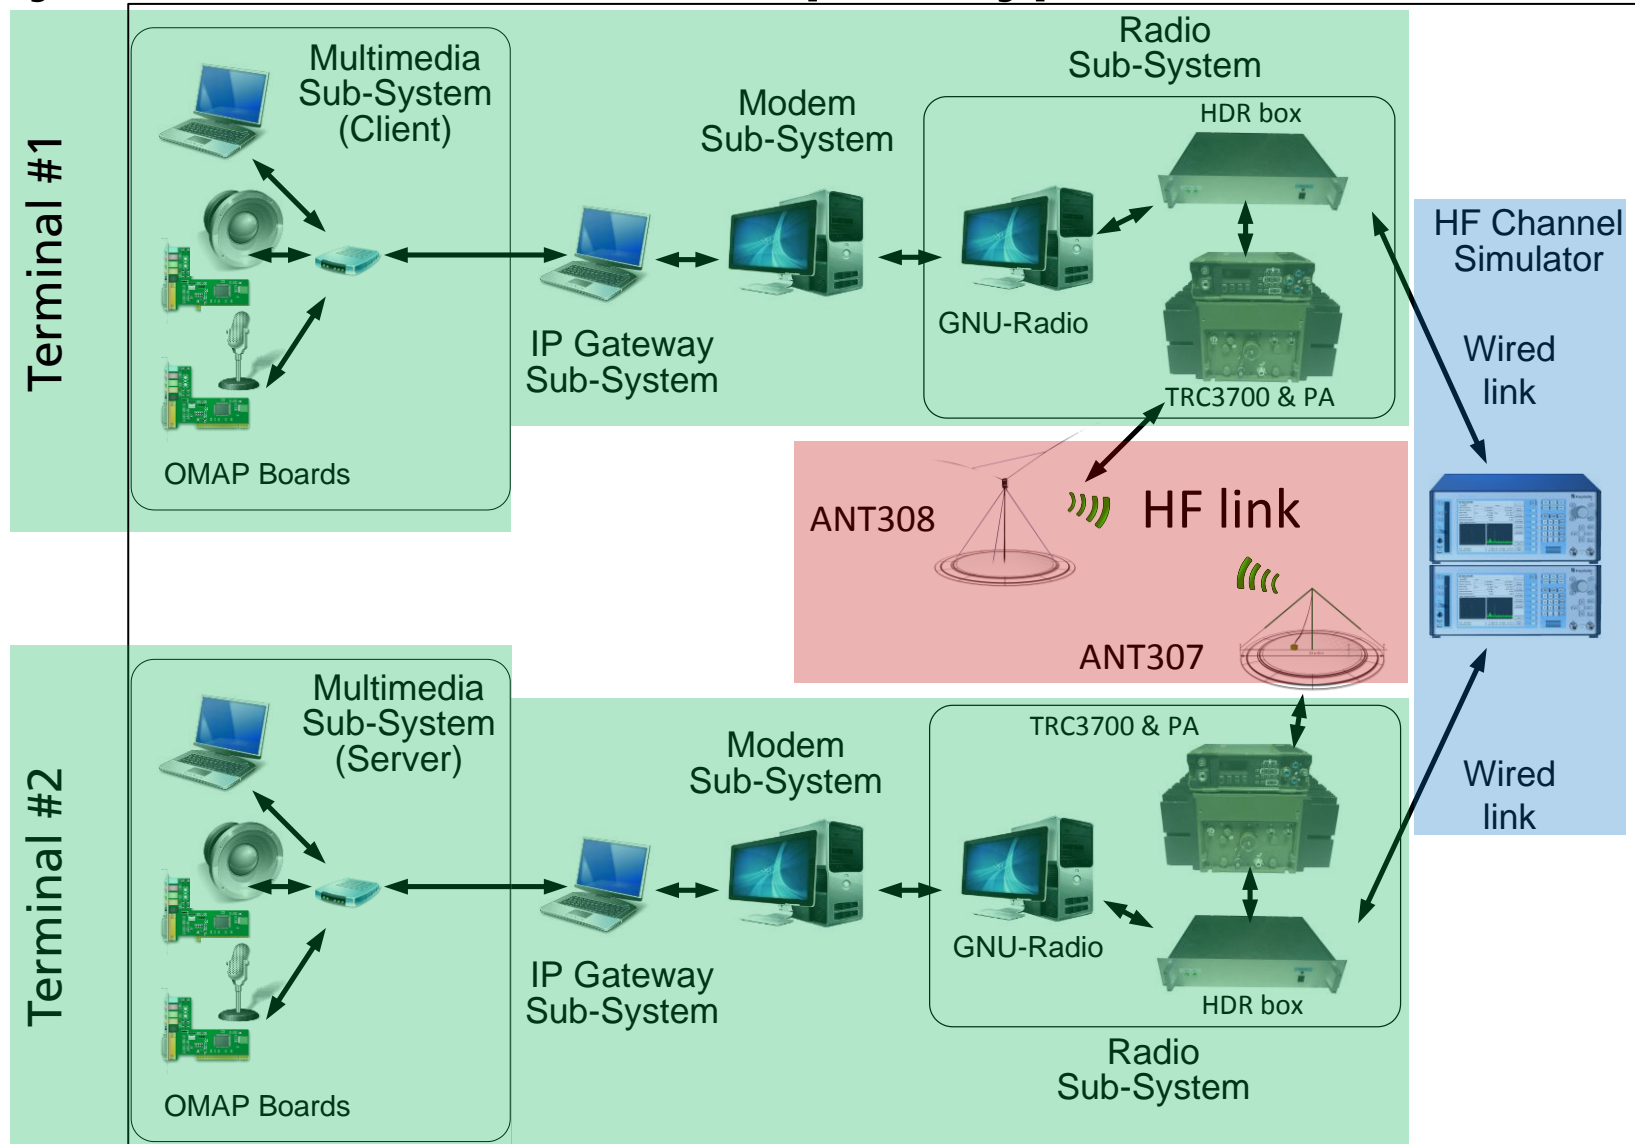 Terminal #1
Multimedia
Sub-System
(Client)
OMAP Boards
IP Gateway
Sub-System
Modem
Sub-System
Radio
Sub-System
HDR box
GNU-Radio
TRC3700 & PA
HF Channel
Simulator
Wired
link
ANT308
HF link
ANT307
Wired
link
Terminal #2
Multimedia
Sub-System
(Server)
OMAP Boards
IP Gateway
Sub-System
Modem
Sub-System
TRC3700 & PA
GNU-Radio
HDR box
Radio
Sub-System